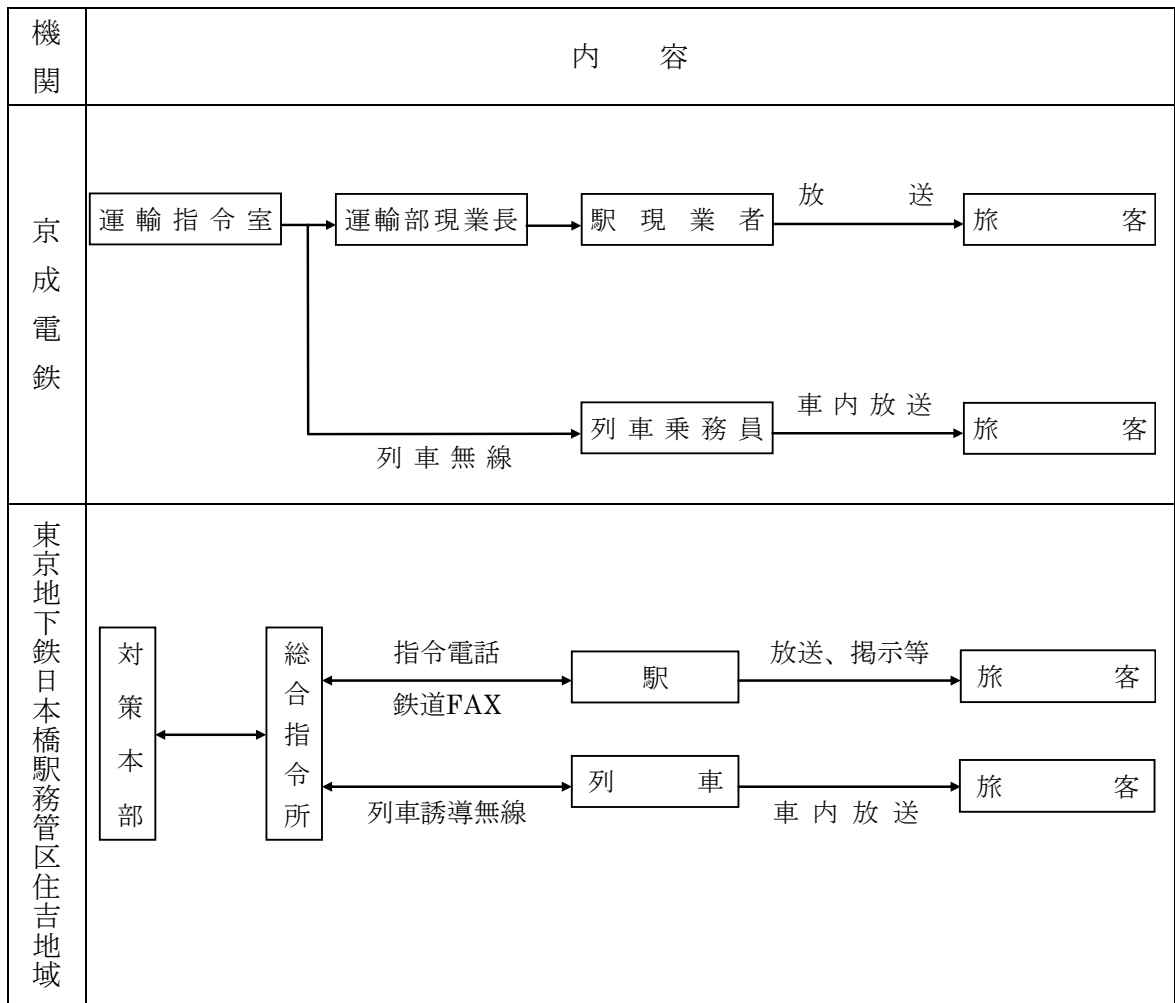 機関
内容
京成電鉄
運輸指令室
運輸部現業長
駅現業者
放送
旅客
列車無線
列車乗務員
車内放送
旅客
東京地下鉄日本橋駅務管区住吉地域
対策本部
総合指令所
指令電話
鉄道FAX
駅
放送、掲示等
旅客
列車誘導無線
列車
車内放送
旅客